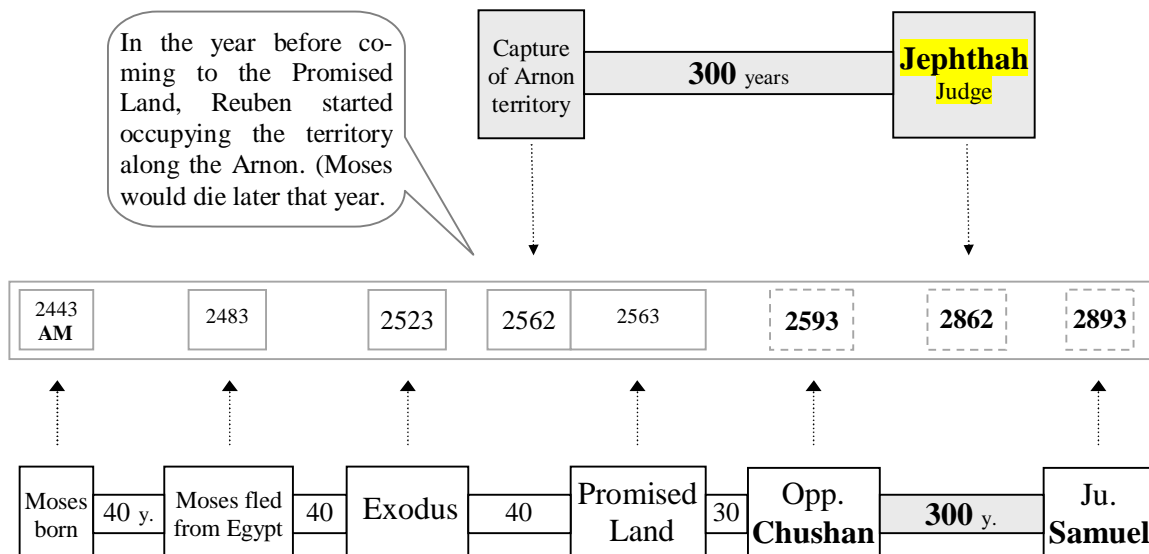 In the year before co-
ming to the Promised
Land, Reuben started
occupying the territory
along the Arnon. (Moses
would die later that year.
Capture
of Arnon
territory
300 years
Jephthah
Judge
2443
AM
2483
2523
2562
2563
2593
2862
2893
Moses
born
40 y.
Moses fled
from Egypt
40
Exodus
40
Promised
Land
30
Opp.
Chushan
300 y.
Ju.
Samuel